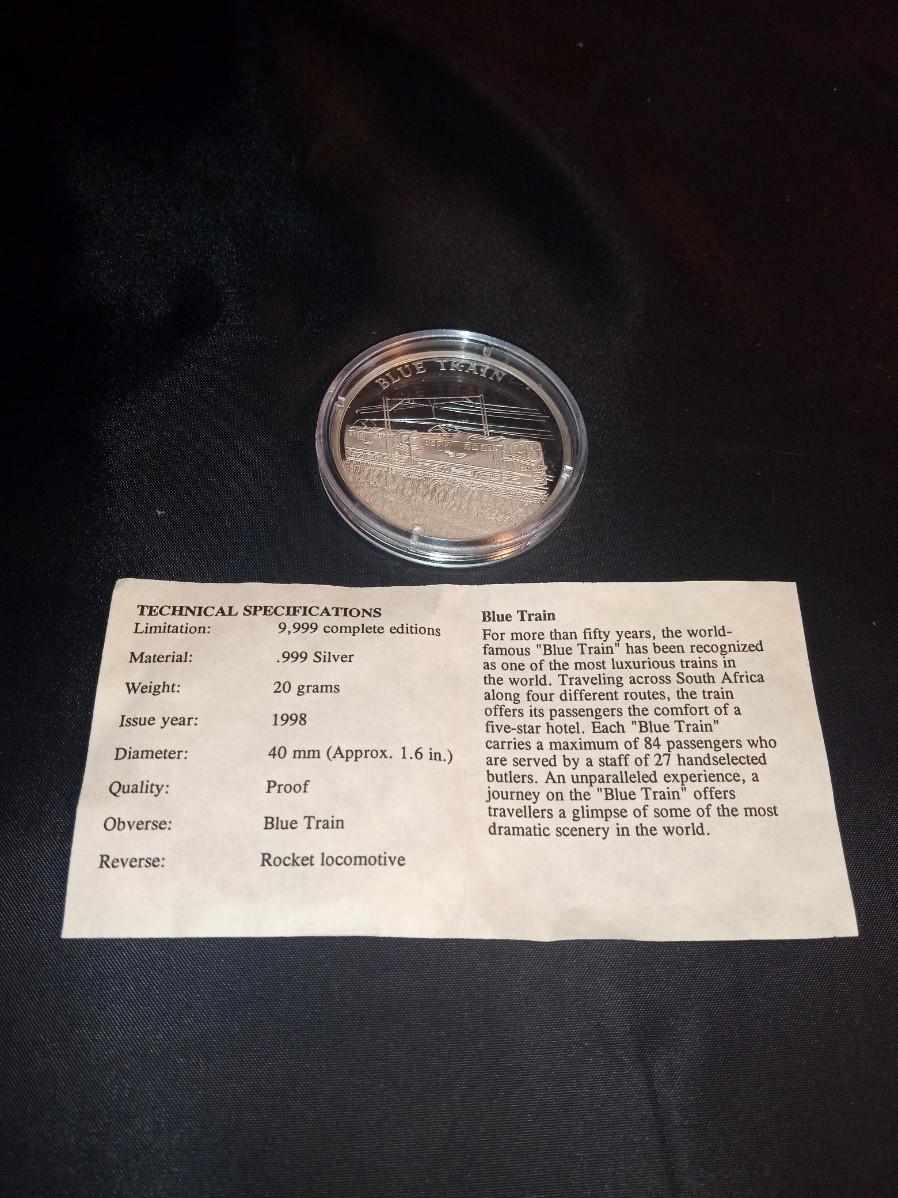 BLUE TRAIN
TECHNICAL SPECIFICATIONS
Limitation: 9,999 complete editions
Material: .999 Silver
Weight: 20 grams
Issue year: 1998
Diameter: 40 mm (Approx. 1.6 in.)
Quality: Proof
Obverse: Blue Train
Reverse: Rocket locomotive
Blue Train
For more than fifty years, the world-
famous "Blue Train" has been recognized
as one of the most luxurious trains in
the world. Traveling across South Africa
along four different routes, the train
offers its passengers the comfort of a
five-star hotel. Each "Blue Train"
carries a maximum of 84 passengers who
are served by a staff of 27 handselected
butlers. An unparalleled experience, a
journey on the "Blue Train" offers
travellers a glimpse of some of the most
dramatic scenery in the world.